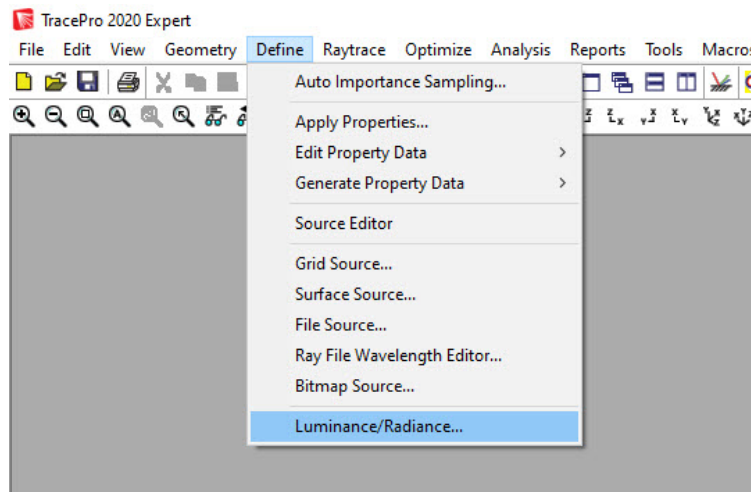 TracePro 2020 Expert
File Edit View Geometry Define Raytrace Optimize Analysis Reports Tools Macros
Auto Importance Sampling...
Apply Properties...
Edit Property Data
Generate Property Data
Source Editor
Grid Source...
Surface Source...
File Source...
Ray File Wavelength Editor...
Bitmap Source...
Luminance/Radiance...